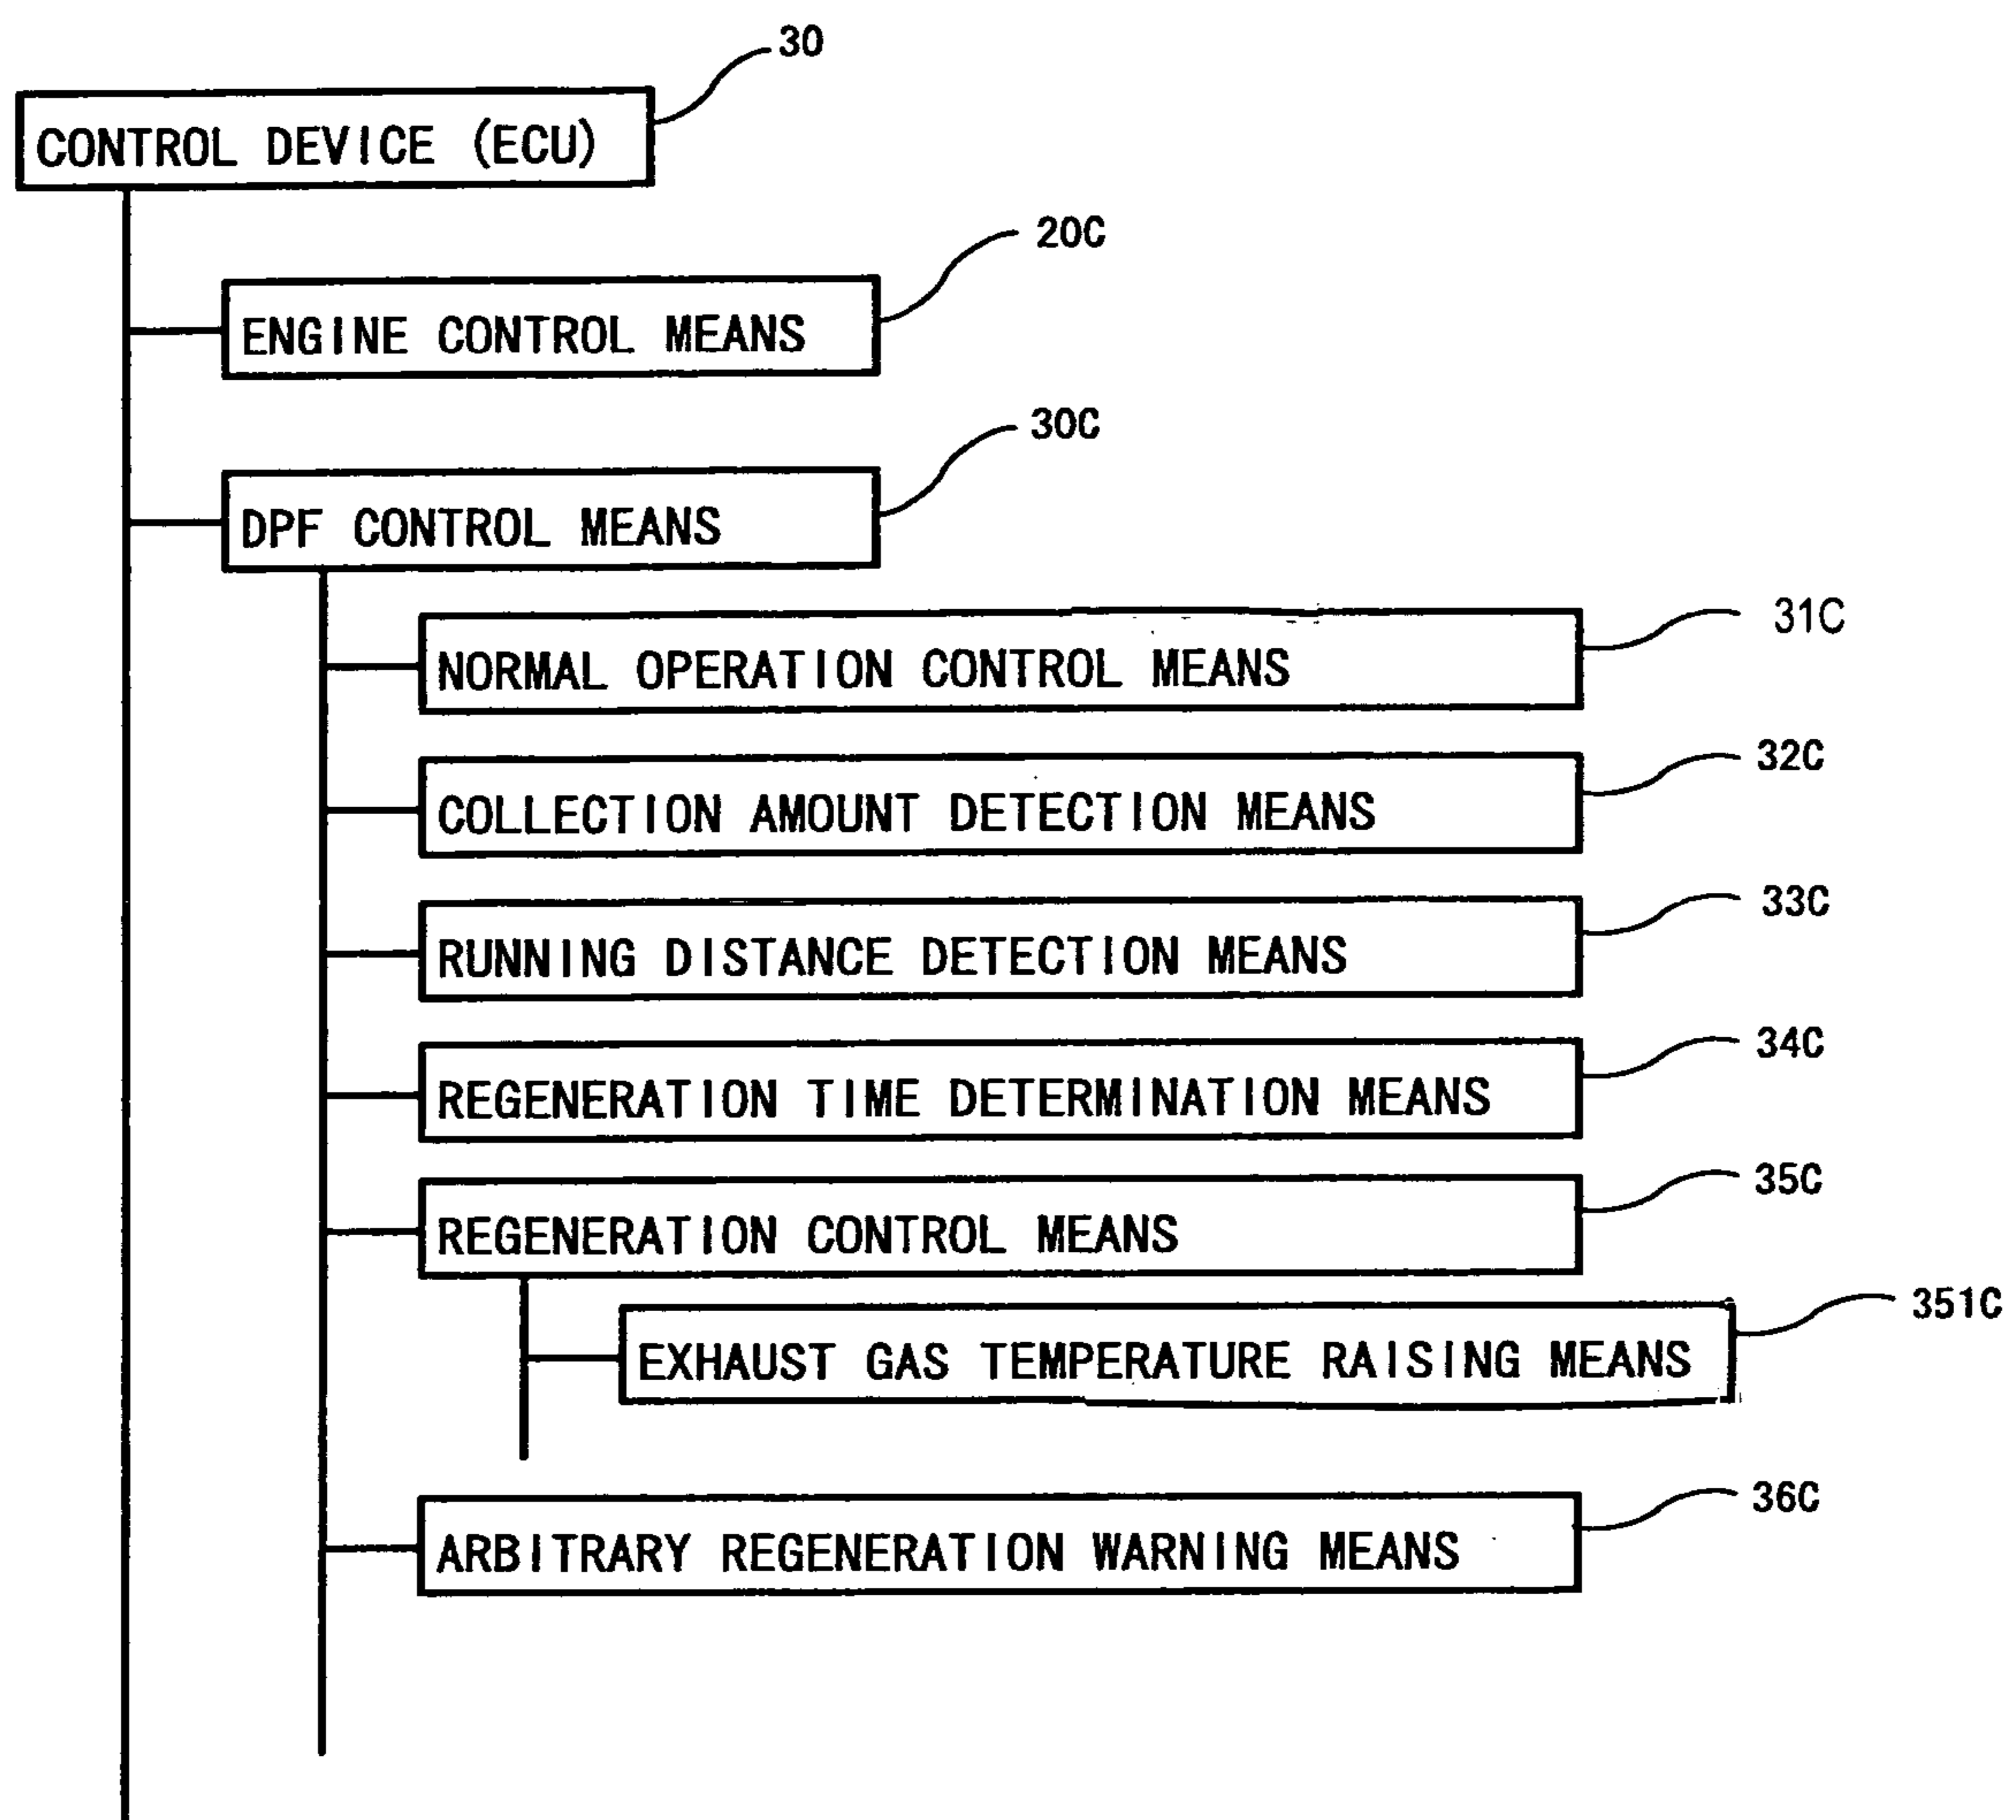 30
CONTROL DEVICE (ECU)
20C
ENGINE CONTROL MEANS
30C
DPF CONTROL MEANS
31C
NORMAL OPERATION CONTROL MEANS
32C
COLLECTION AMOUNT DETECTION MEANS
33C
RUNNING DISTANCE DETECTION MEANS
34C
REGENERATION TIME DETERMINATION MEANS
35C
REGENERATION CONTROL MEANS
351C
EXHAUST GAS TEMPERATURE RAISING MEANS
36C
ARBITRARY REGENERATION WARNING MEANS